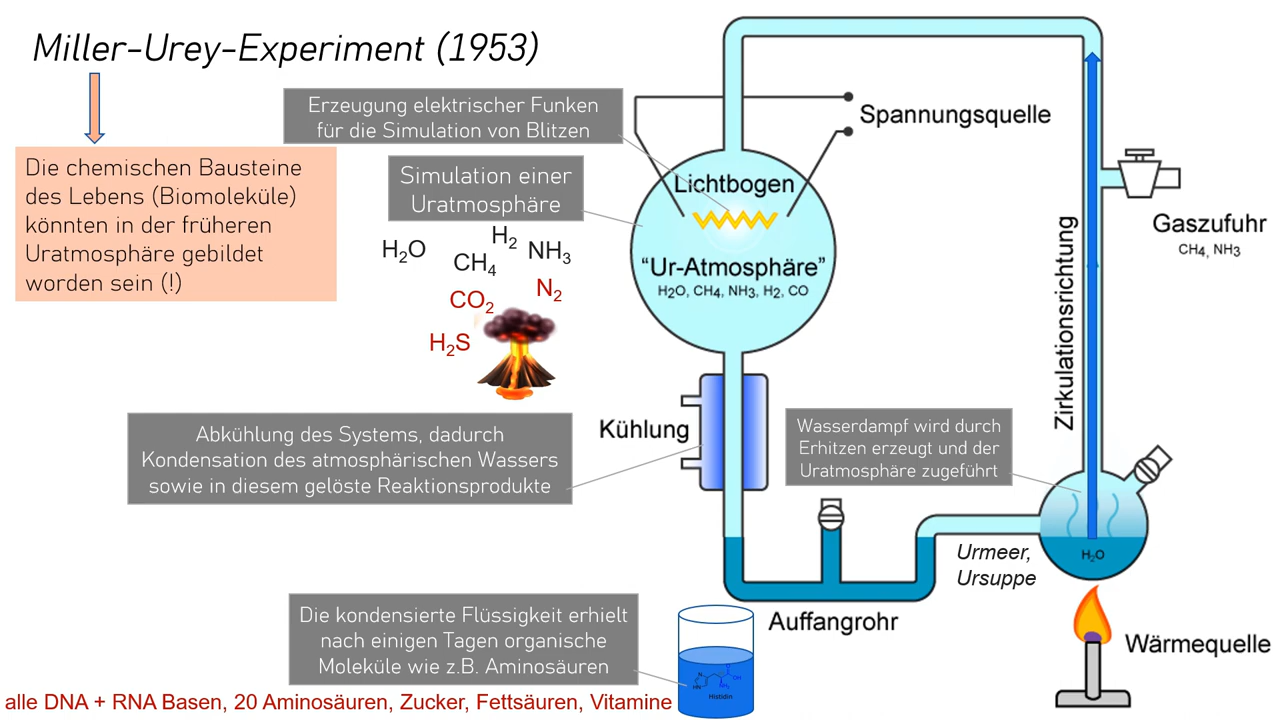 Miller-Urey-Experiment (1953)
Die chemischen Bausteine
des Lebens (Biomoleküle)
könnten in der früheren
Uratmosphäre gebildet
worden sein (!)
Erzeugung elektrischer Funken
für die Simulation von Blitzen
Simulation einer
Uratmosphäre
H₂O
H₂
CH₄
NH₃
CO₂
N₂
H₂S
Spannungsquelle
Lichtbogen
“Ur-Atmosphäre”
H₂O, CH₄, NH₃, H₂, CO
Zirkulationsrichtung
Gaszufuhr
CH₄, NH₃
Abkühlung des Systems, dadurch
Kondensation des atmosphärischen Wassers
sowie in diesem gelöste Reaktionsprodukte
Kühlung
Wasserdampf wird durch
Erhitzen erzeugt und der
Uratmosphäre zugeführt
H₂O
Urmeer,
Ursuppe
Auffangrohr
Wärmequelle
Die kondensierte Flüssigkeit erhielt
nach einigen Tagen organische
Moleküle wie z.B. Aminosäuren
Histidin
alle DNA + RNA Basen, 20 Aminosäuren, Zucker, Fettsäuren, Vitamine